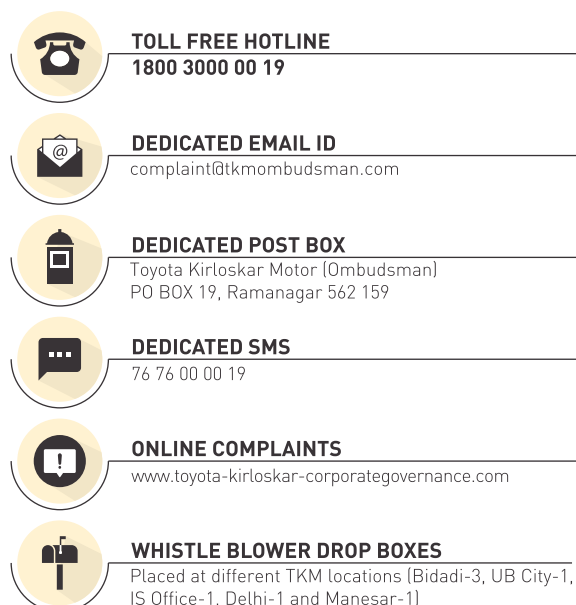 TOLL FREE HOTLINE
1800 3000 00 19
@
DEDICATED EMAIL ID
complaint@tkmombudsman.com
DEDICATED POST BOX
Toyota Kirloskar Motor (Ombudsman)
PO BOX 19, Ramanagar 562 159
DEDICATED SMS
76 76 00 00 19
!
ONLINE COMPLAINTS
www.toyota-kirloskar-corporategovernance.com
WHISTLE BLOWER DROP BOXES
Placed at different TKM locations (Bidadi-3, UB City-1,
IS Office-1, Delhi-1 and Manesar-1)